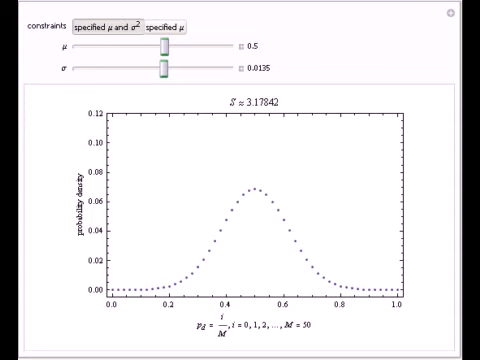 constraints specified μ and σ² specified μ
μ 0.5
σ 0.0135
S ≈ 3.17842
0.12
0.10
0.08
0.06
0.04
0.02
0.00
probability density
0.0 0.2 0.4 0.6 0.8 1.0
p_d = i/M, i = 0, 1, 2, ..., M = 50